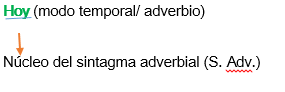 Hoy (modo temporal/ adverbio)
Núcleo del sintagma adverbial (S. Adv.)